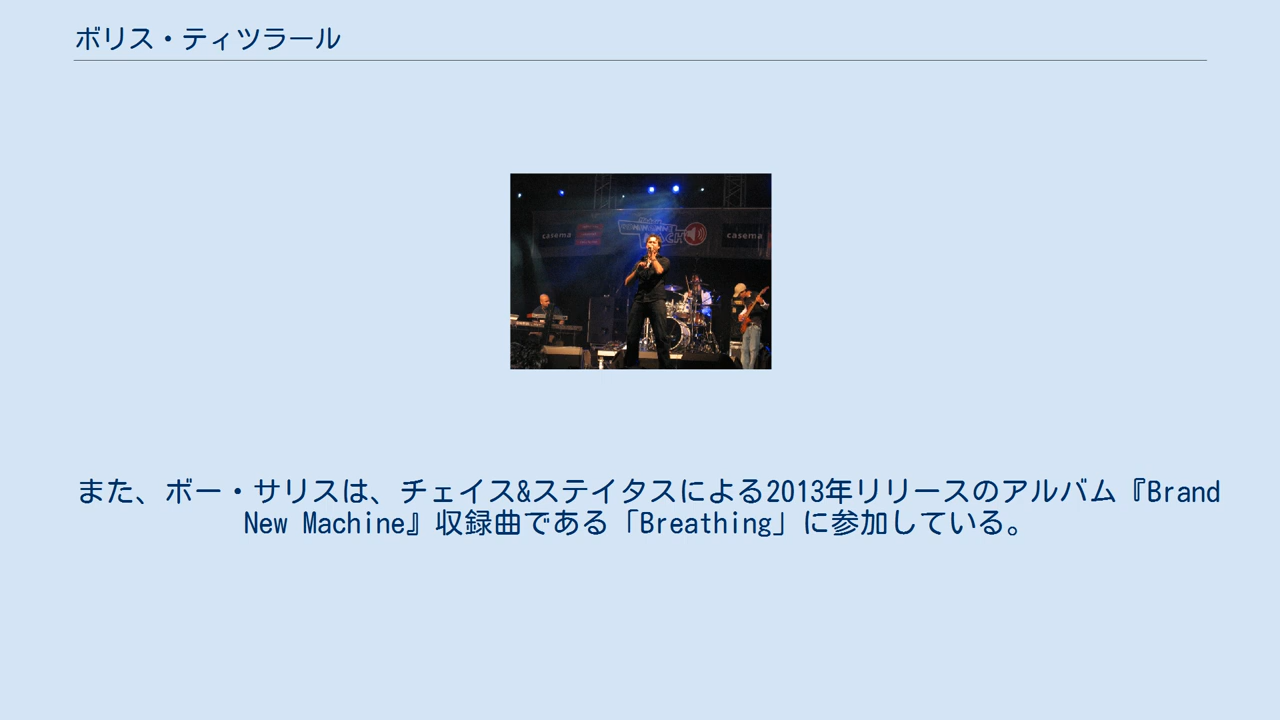 ボリス・ティツラール
casema
casema
また、ボー・サリスは、チェイス&ステイタスによる2013年リリースのアルバム『Brand
New Machine』収録曲である「Breathing」に参加している。